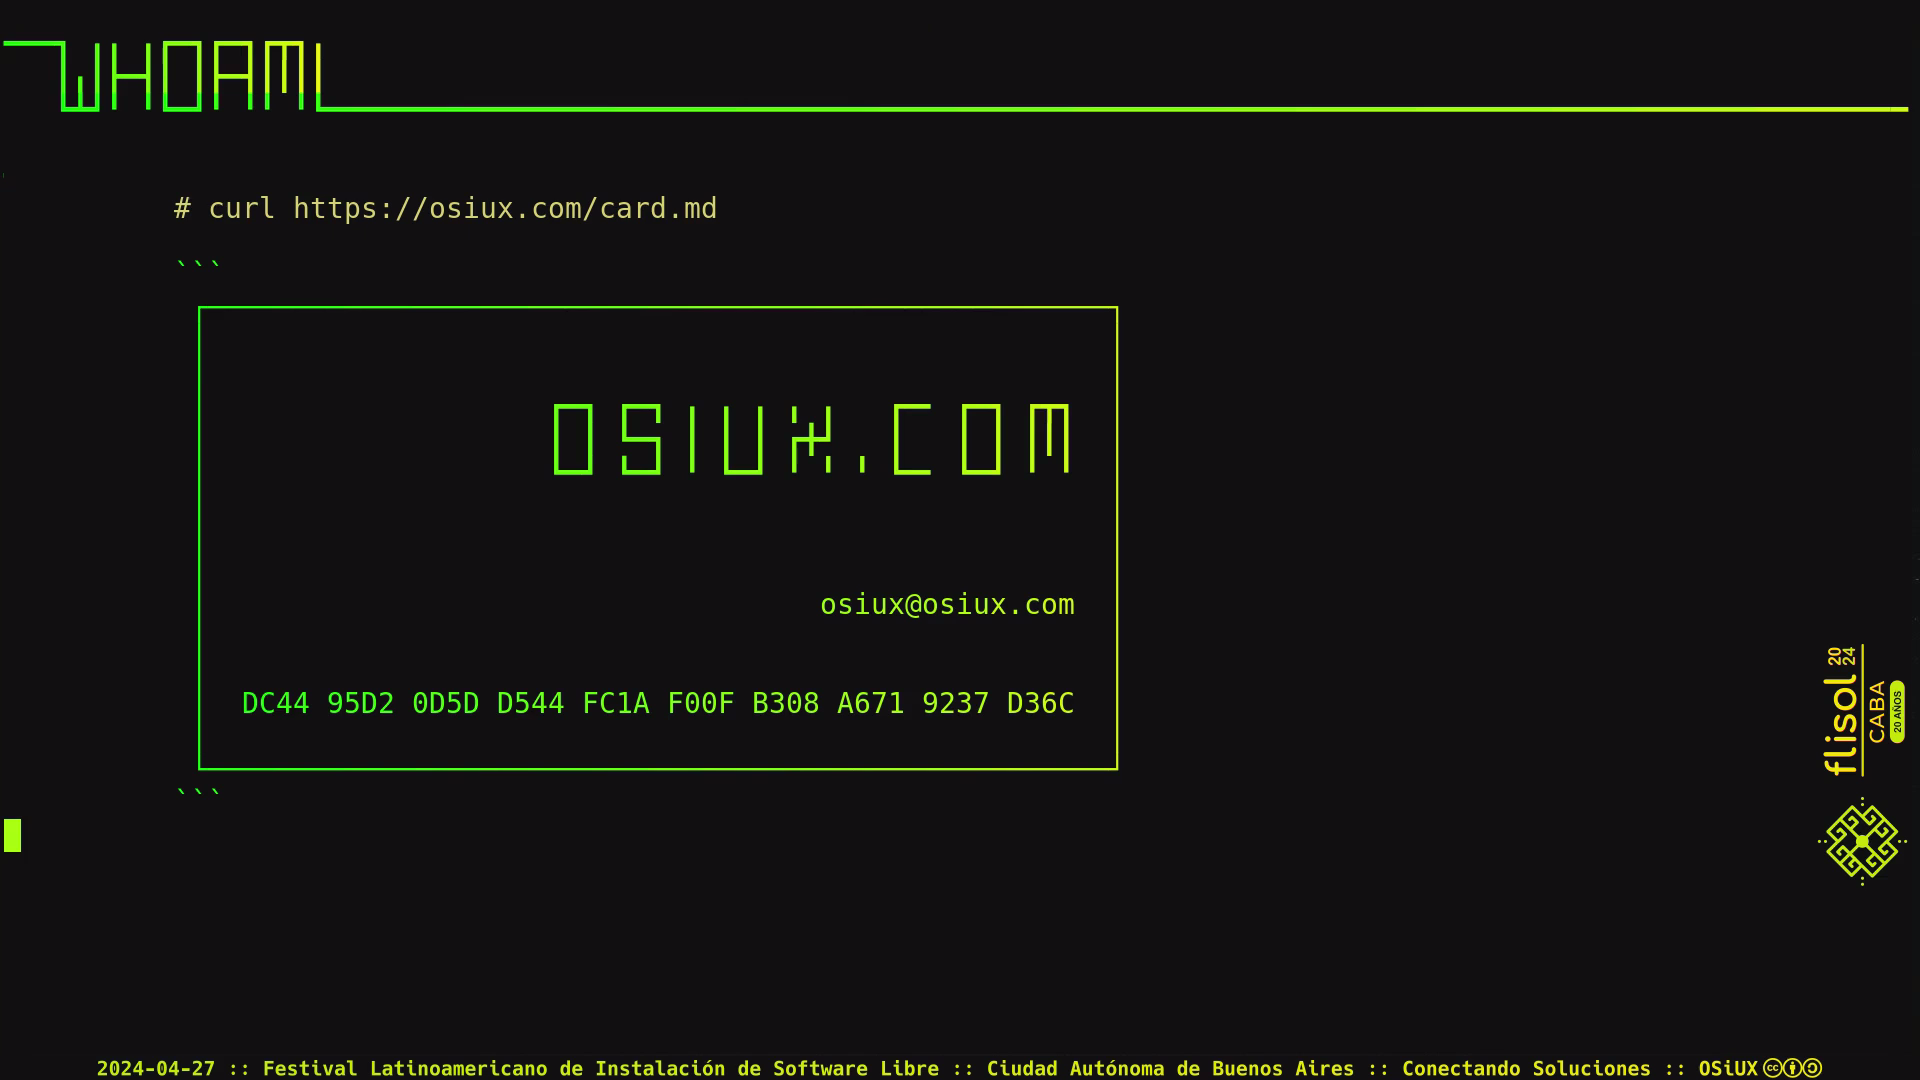 WHOAMI
# curl https://osiux.com/card.md
```
OSIUX.COM
osiux@osiux.com
DC44 95D2 0D5D D544 FC1A F00F B308 A671 9237 D36C
```
flisol 20 24
CABA
20 AÑOS
2024-04-27 :: Festival Latinoamericano de Instalación de Software Libre :: Ciudad Autónoma de Buenos Aires :: Conectando Soluciones :: OSiUX